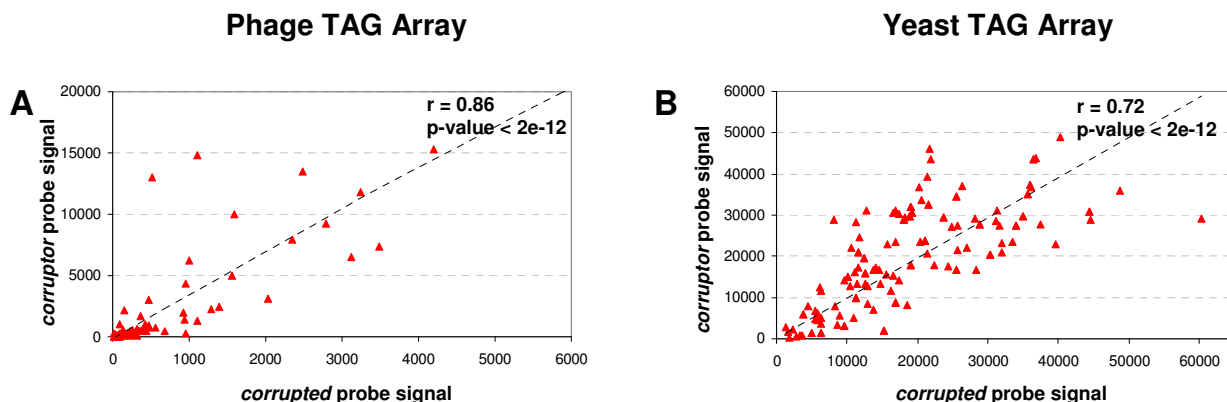 Phage TAG Array
Yeast TAG Array
A
20000
15000
10000
5000
0
corruptor probe signal
r = 0.86
p-value < 2e-12
0 1000 2000 3000 4000 5000 6000
corrupted probe signal
B
60000
50000
40000
30000
20000
10000
0
corruptor probe signal
r = 0.72
p-value < 2e-12
0 10000 20000 30000 40000 50000 60000
corrupted probe signal